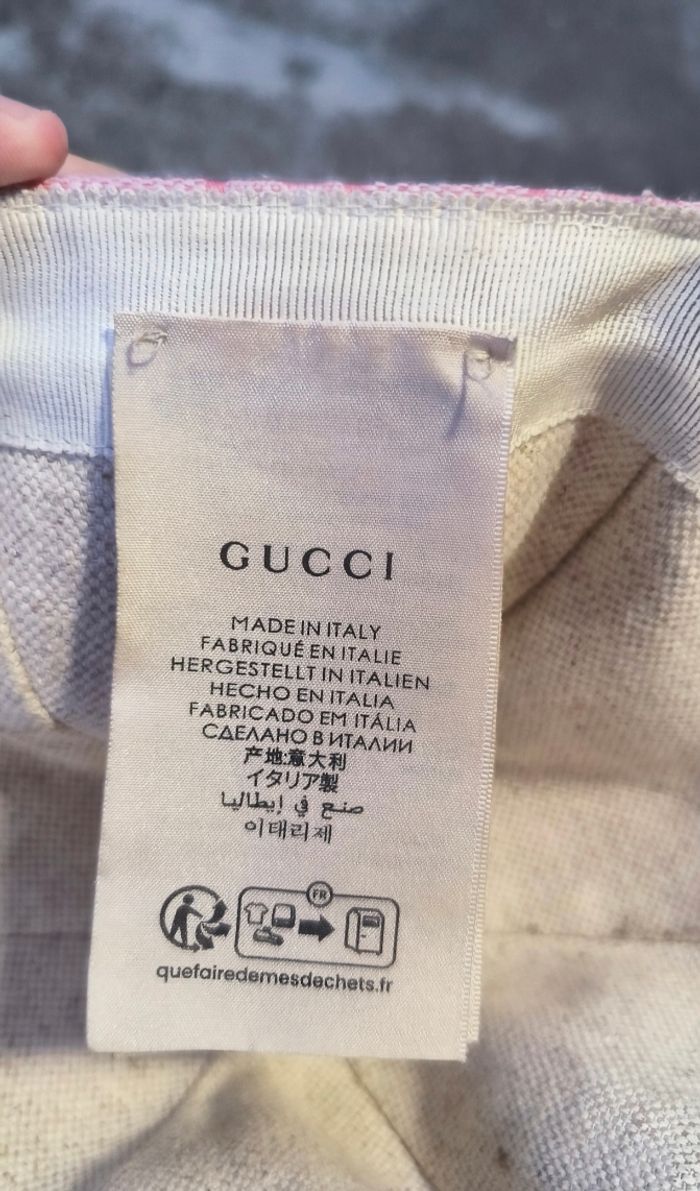 GUCCI
MADE IN ITALY
FABRIQUÉ EN ITALIE
HERGESTELLT IN ITALIEN
HECHO EN ITALIA
FABRICADO EM ITÁLIA
СДЕЛАНО В ИТАЛИИ
产地:意大利
イタリア製
صنع في إيطاليا
이태리제
FR
quefairedemesdechets.fr